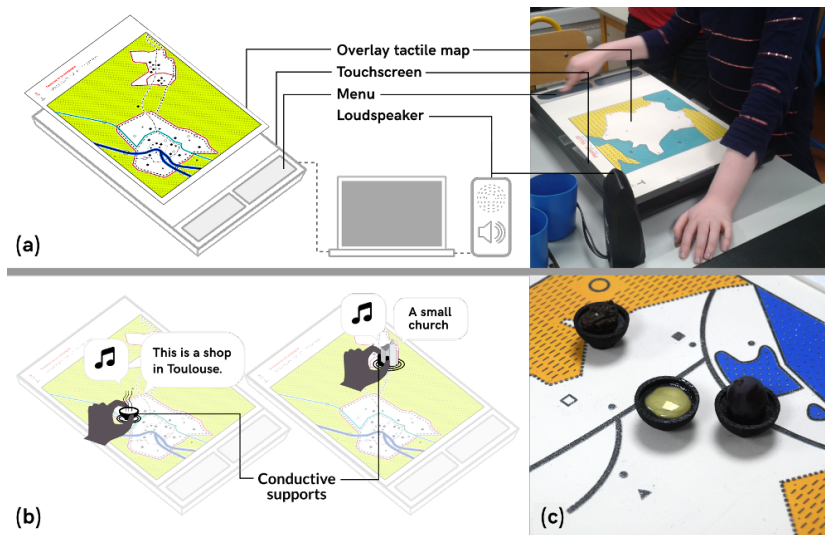 Overlay tactile map
Touchscreen
Menu
Loudspeaker
(a)
This is a shop
in Toulouse.
A small
church
Conductive
supports
(b)
(c)